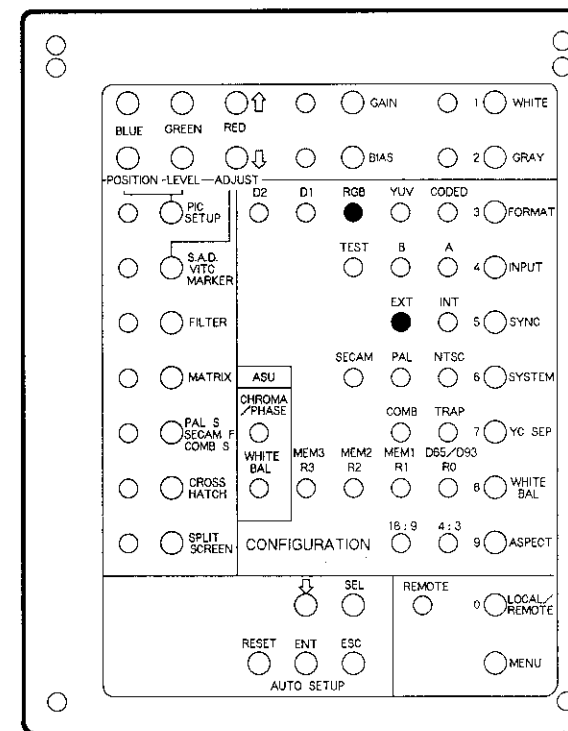 GAIN 1 WHITE
BLUE GREEN RED
BIAS 2 GRAY
POSITION LEVEL ADJUST
D2 D1 RGB YUV CODED
PIC SETUP
3 FORMAT
TEST B A
S.A.D. VITC MARKER
4 INPUT
EXT INT
FILTER
5 SYNC
SECAM PAL NTSC
MATRIX
ASU
6 SYSTEM
CHROMA /PHASE
COMB TRAP
PAL S SECAM F COMB S
7 YC SEP
WHITE BAL
MEM3 R3
MEM2 R2
MEM1 R1
D65/D93 R0
CROSS HATCH
8 WHITE BAL
16:9 4:3
SPLIT SCREEN
CONFIGURATION
9 ASPECT
SEL REMOTE
0 LOCAL/ REMOTE
RESET ENT ESC
MENU
AUTO SETUP